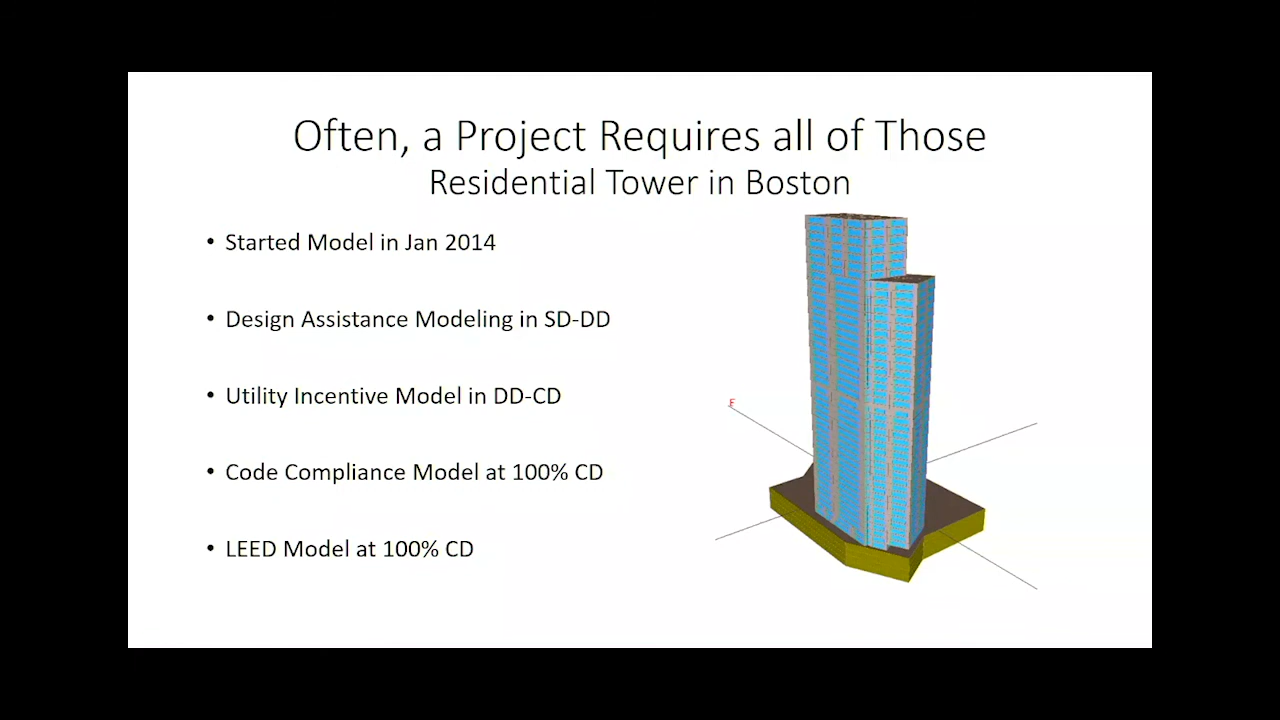 Often, a Project Requires all of Those
Residential Tower in Boston
• Started Model in Jan 2014
• Design Assistance Modeling in SD-DD
• Utility Incentive Model in DD-CD
• Code Compliance Model at 100% CD
• LEED Model at 100% CD